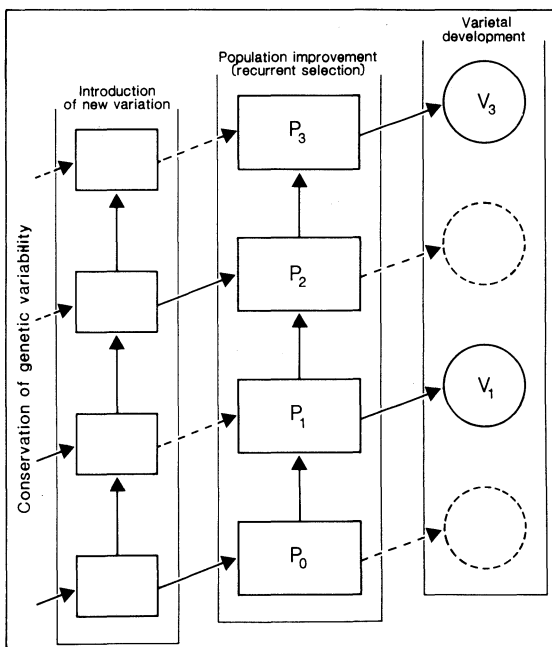 Varietal
development
Population improvement
(recurrent selection)
Introduction
of new variation
Conservation of genetic variability
P3
V3
P2
P1
V1
P0